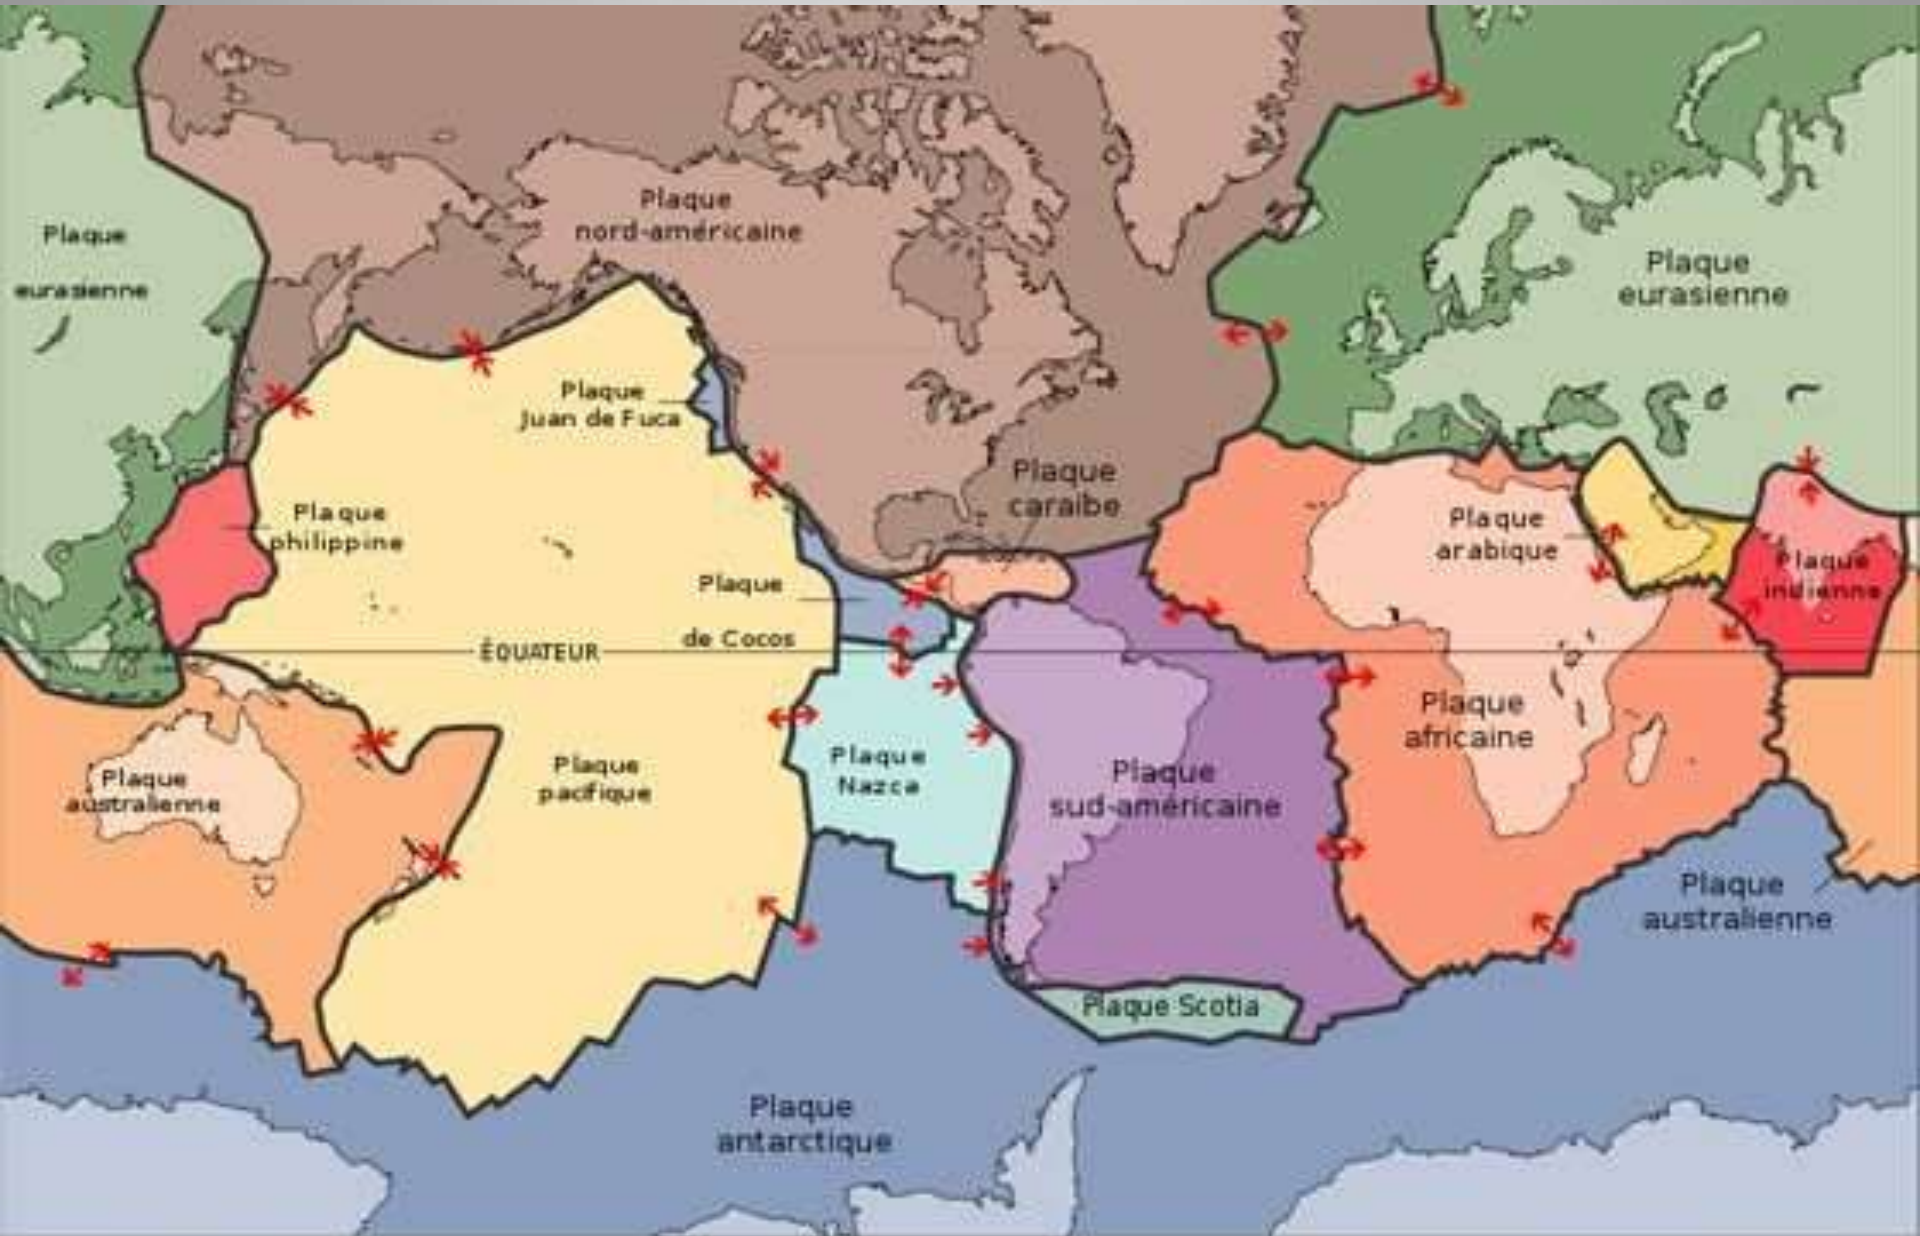 Plaque
nord-américaine
Plaque
eurasienne
Plaque
eurasienne
Plaque
Juan de Fuca
Plaque
caraïbe
Plaque
philippine
Plaque
arabique
Plaque
indienne
Plaque
de Cocos
ÉQUATEUR
Plaque
africaine
Plaque
australienne
Plaque
pacifique
Plaque
Nazca
Plaque
sud-américaine
Plaque
australienne
Plaque Scotia
Plaque
antarctique